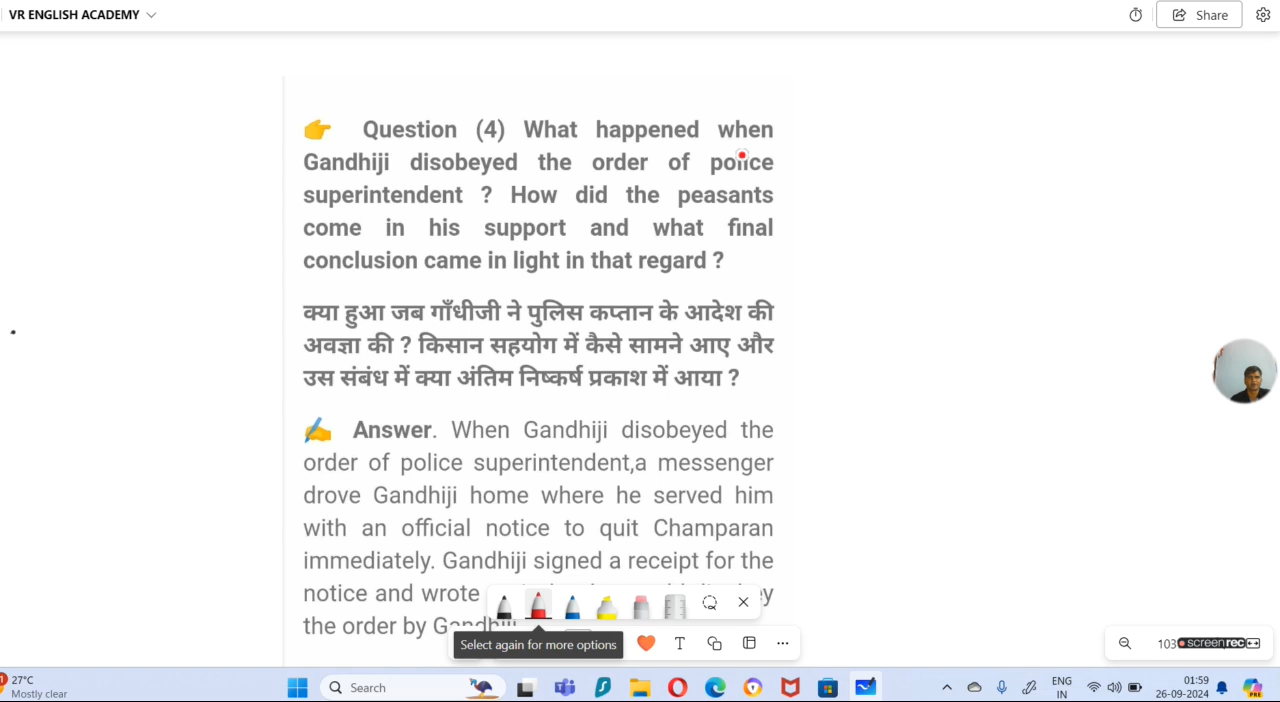 VR ENGLISH ACADEMY
Share
👉 Question (4) What happened when
Gandhiji disobeyed the order of police
superintendent ? How did the peasants
come in his support and what final
conclusion came in light in that regard ?
क्या हुआ जब गाँधीजी ने पुलिस कप्तान के आदेश की
अवज्ञा की ? किसान सहयोग में कैसे सामने आए और
उस संबंध में क्या अंतिम निष्कर्ष प्रकाश में आया ?
✍ Answer. When Gandhiji disobeyed the
order of police superintendent,a messenger
drove Gandhiji home where he served him
with an official notice to quit Champaran
immediately. Gandhiji signed a receipt for the
notice and wrote
the order by
Select again for more options
T
103
screenrec
1
27°C
Mostly clear
Search
ENG
IN
01:59
26-09-2024
PRE